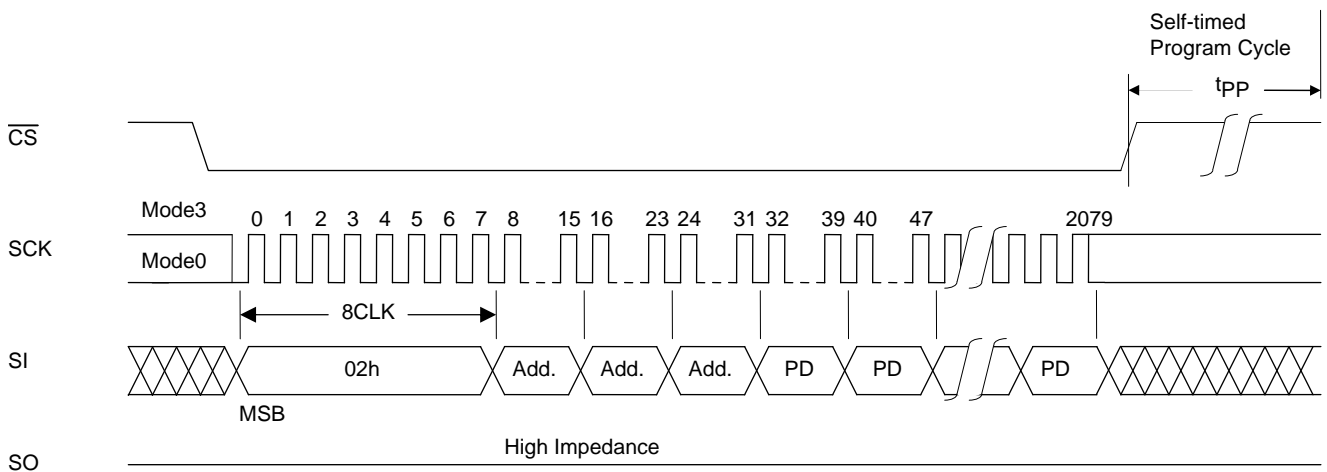 Self-timed
Program Cycle
tPP
CS
Mode3
0 1 2 3 4 5 6 7 8 15 16 23 24 31 32 39 40 47 2079
SCK
Mode0
8CLK
SI
02h Add. Add. Add. PD PD PD
MSB
High Impedance
SO